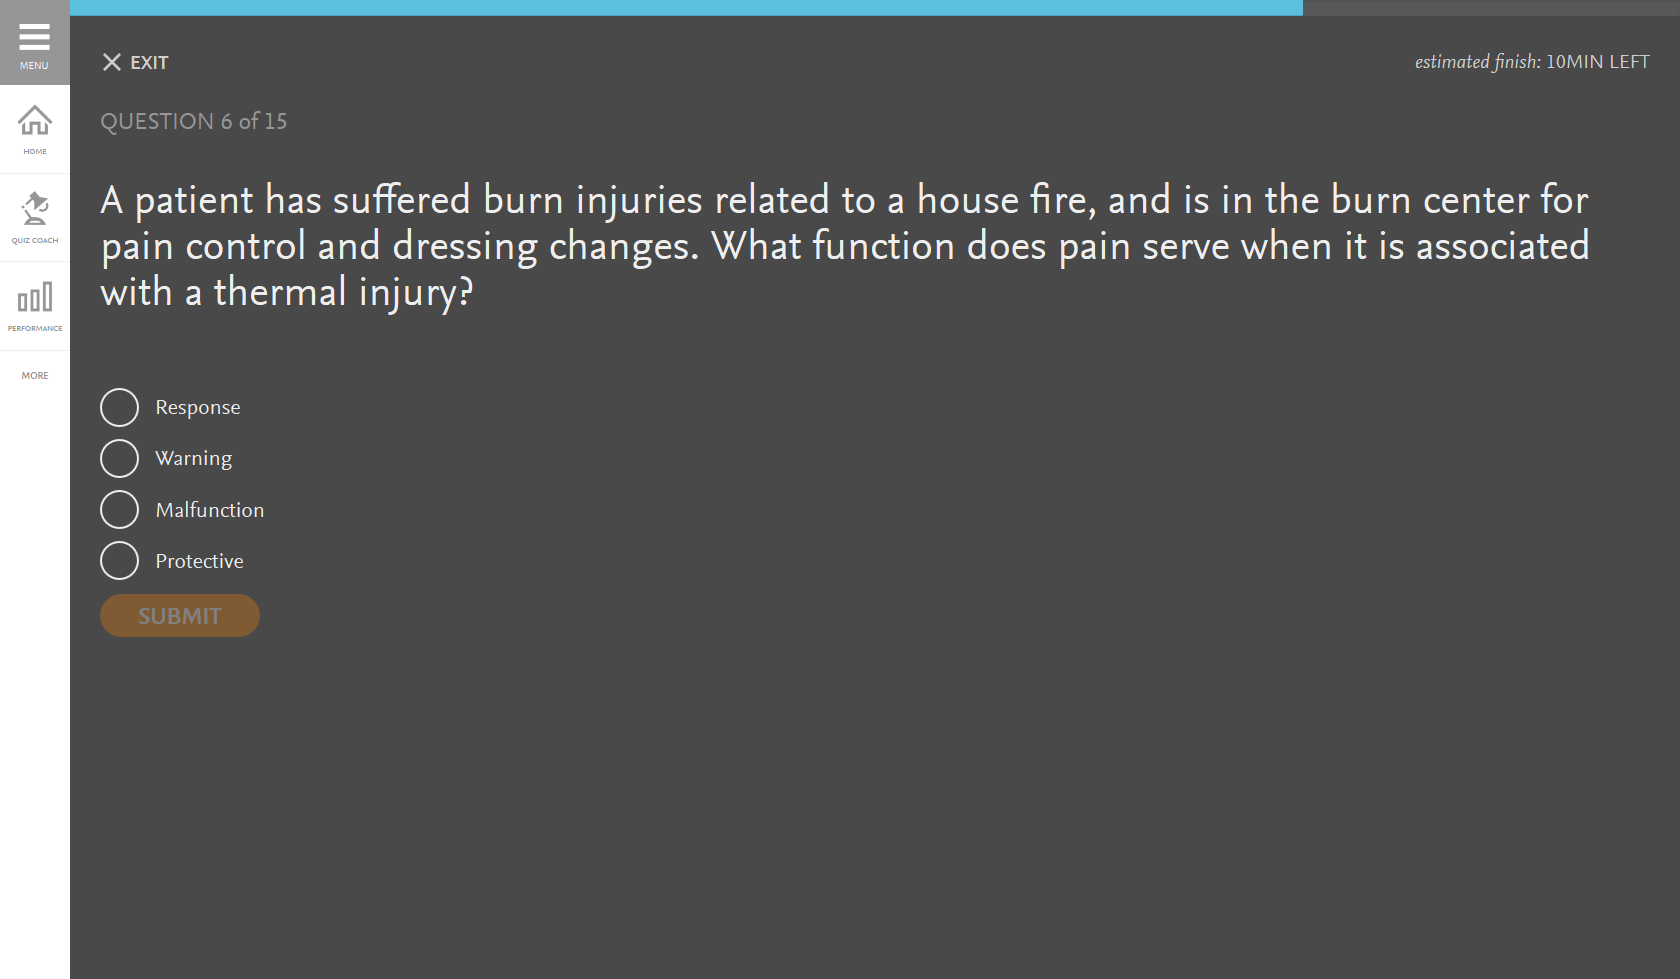 MENU
HOME
QUIZ COACH
PERFORMANCE
MORE
EXIT
estimated finish: 10MIN LEFT
QUESTION 6 of 15
A patient has suffered burn injuries related to a house fire, and is in the burn center for
pain control and dressing changes. What function does pain serve when it is associated
with a thermal injury?
Response
Warning
Malfunction
Protective
SUBMIT